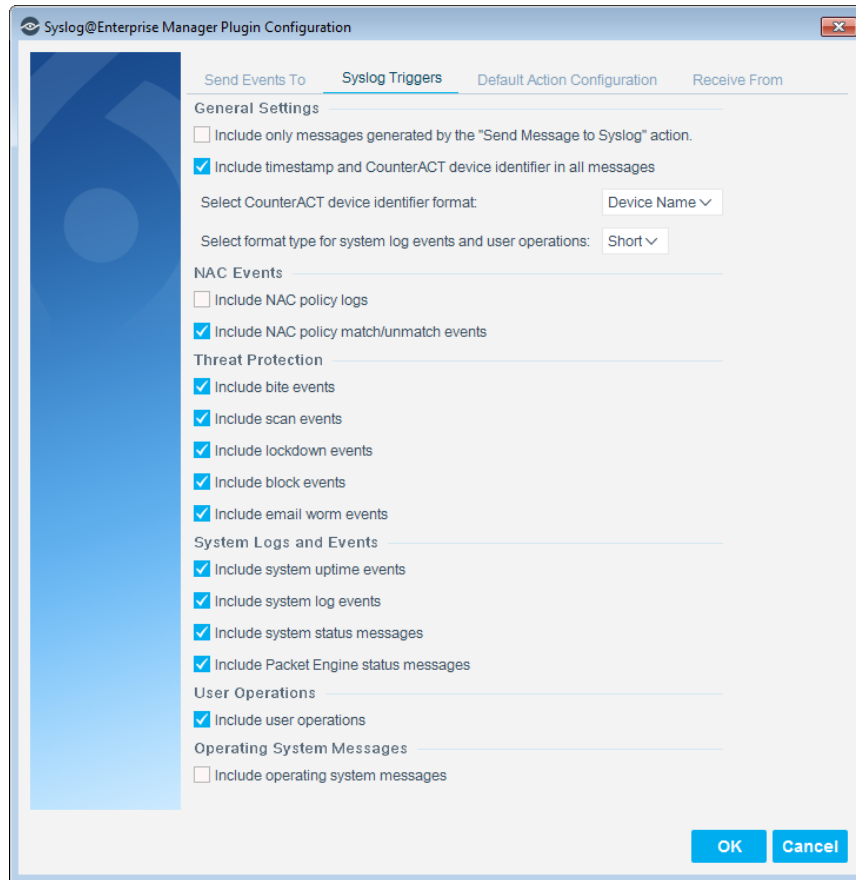 Syslog@Enterprise Manager Plugin Configuration
Send Events To Syslog Triggers Default Action Configuration Receive From
General Settings
Include only messages generated by the "Send Message to Syslog" action.
Include timestamp and CounterACT device identifier in all messages
Select CounterACT device identifier format: Device Name
Select format type for system log events and user operations: Short
NAC Events
Include NAC policy logs
Include NAC policy match/unmatch events
Threat Protection
Include bite events
Include scan events
Include lockdown events
Include block events
Include email worm events
System Logs and Events
Include system uptime events
Include system log events
Include system status messages
Include Packet Engine status messages
User Operations
Include user operations
Operating System Messages
Include operating system messages
OK Cancel